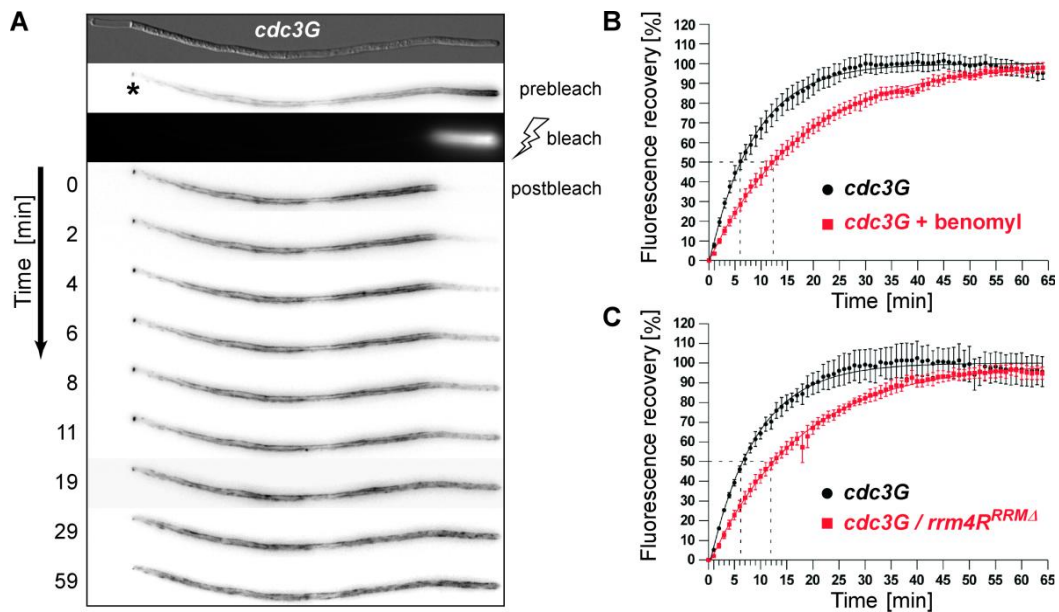 A
cdc3G
*
prebleach
bleach
postbleach
Time [min]
0
2
4
6
8
11
19
29
59
B
Fluorescence recovery [%]
120
110
100
90
80
70
60
50
40
30
20
10
0
0 5 10 15 20 25 30 35 40 45 50 55 60 65
Time [min]
cdc3G
cdc3G + benomyl
C
Fluorescence recovery [%]
120
110
100
90
80
70
60
50
40
30
20
10
0
0 5 10 15 20 25 30 35 40 45 50 55 60 65
Time [min]
cdc3G
cdc3G / rrm4R^RRMΔ